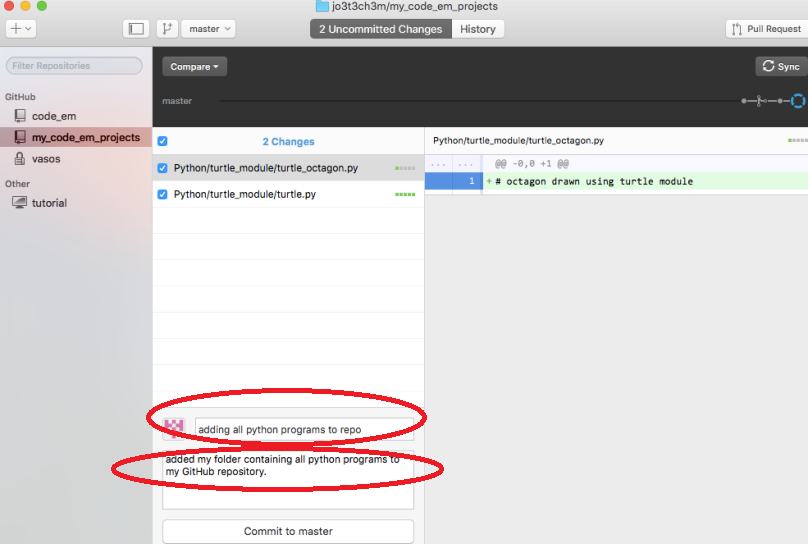 jo3t3ch3m/my_code_em_projects
master
2 Uncommitted Changes History
Pull Request
Filter Repositories
GitHub
code_em
my_code_em_projects
vasos
Other
tutorial
Compare
Sync
master
2 Changes
Python/turtle_module/turtle_octagon.py
Python/turtle_module/turtle.py
adding all python programs to repo
added my folder containing all python programs to
my GitHub repository.
Commit to master
Python/turtle_module/turtle_octagon.py
... ... @@ -0,0 +1 @@
1 + # octagon drawn using turtle module